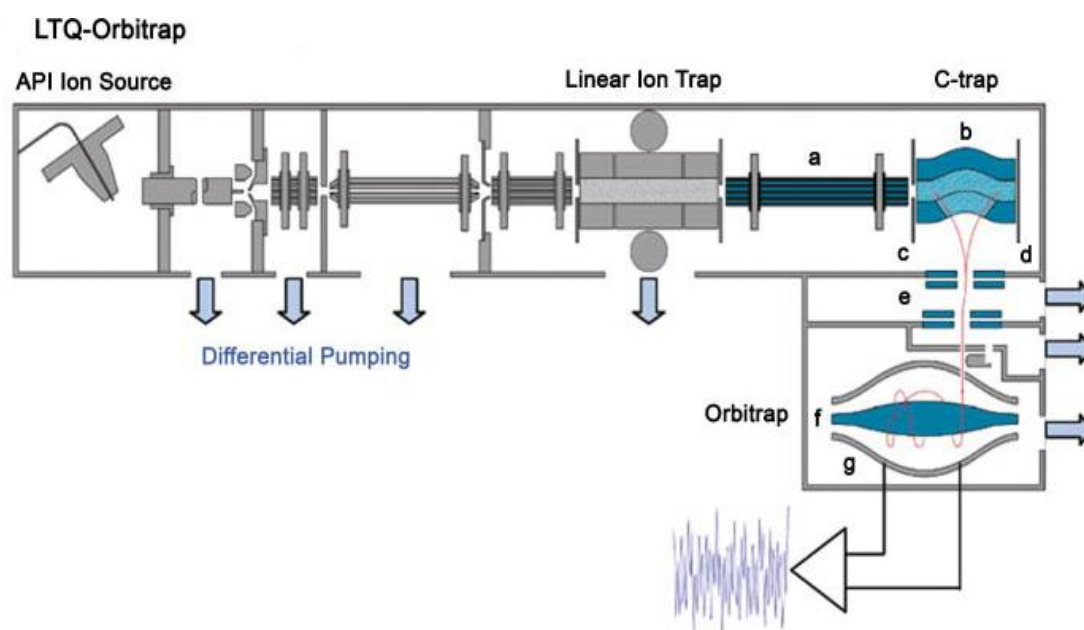 LTQ-Orbitrap
API Ion Source
Linear Ion Trap
C-trap
a
b
c
d
e
Differential Pumping
Orbitrap
f
g